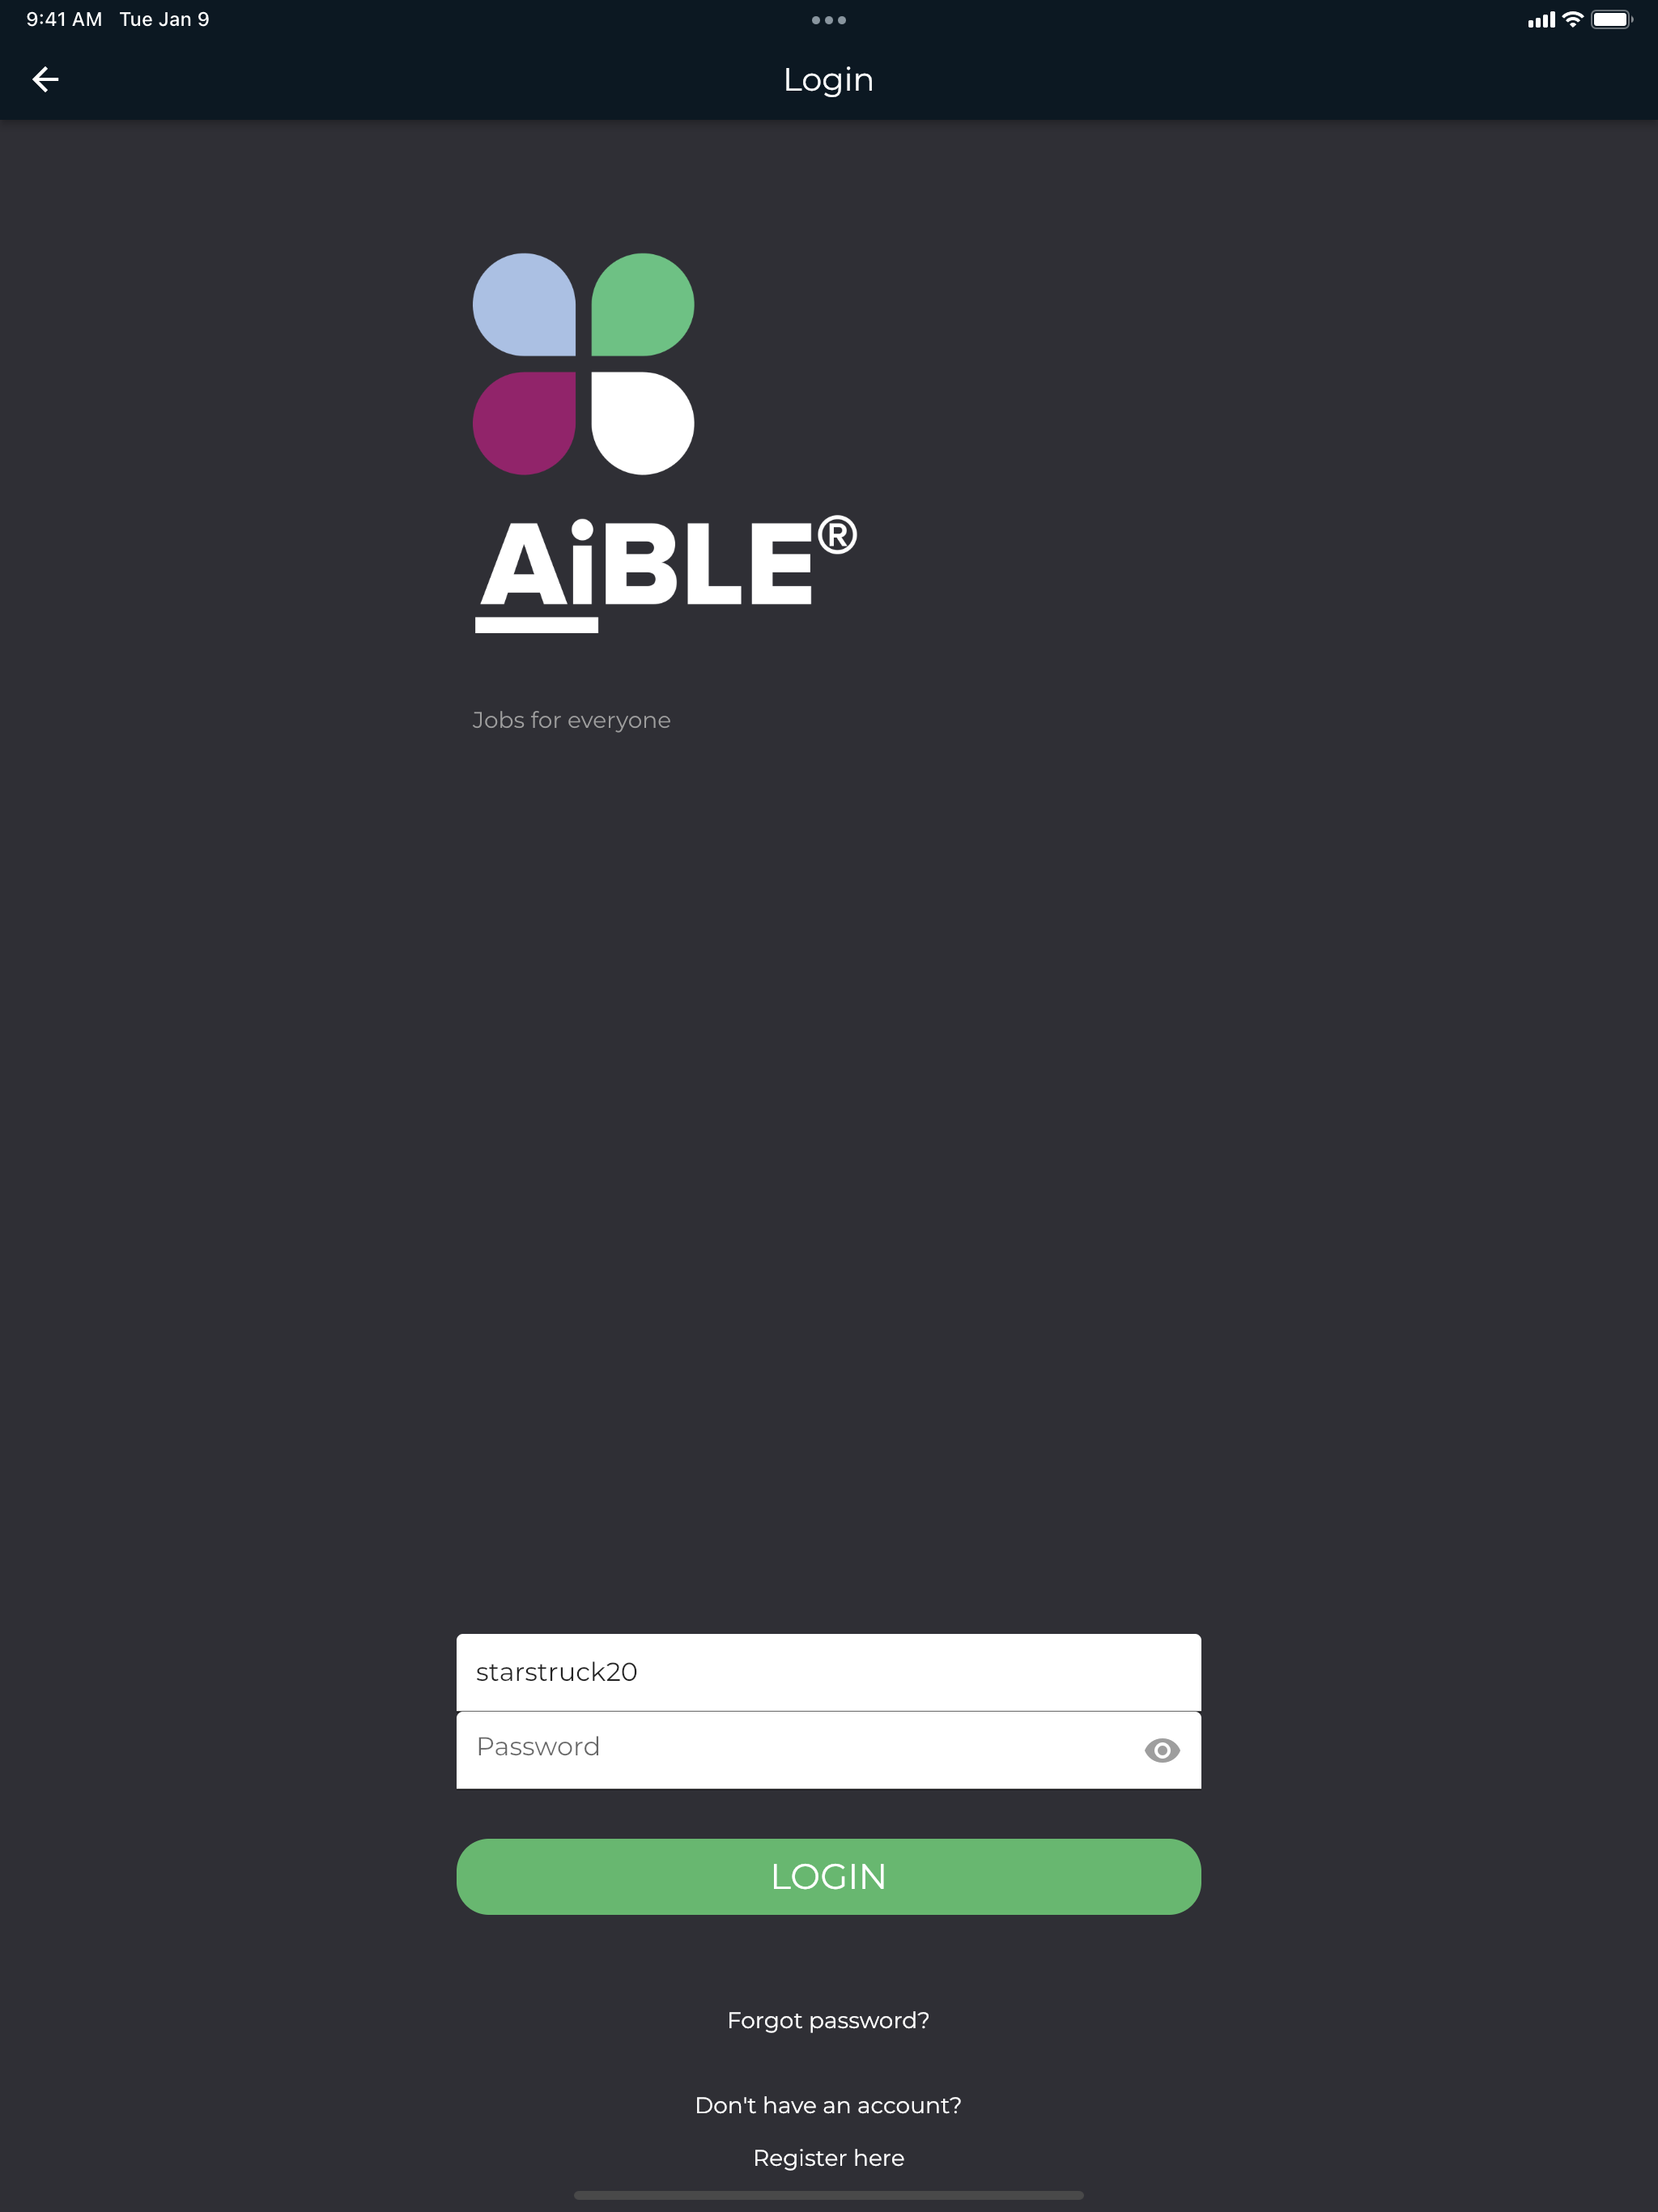 9:41 AM Tue Jan 9
Login
AiBLE®
Jobs for everyone
starstruck20
Password
LOGIN
Forgot password?
Don't have an account?
Register here